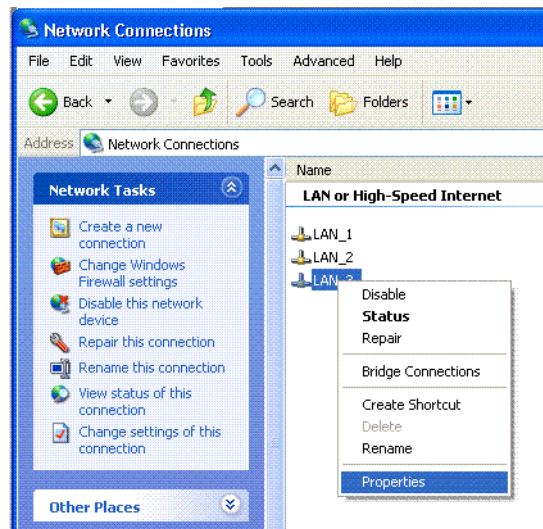 Network Connections
File Edit View Favorites Tools Advanced Help
Back Search Folders
Address Network Connections
Name
LAN or High-Speed Internet
LAN_1
LAN_2
LAN_3
Network Tasks
Create a new
connection
Change Windows
Firewall settings
Disable this network
device
Repair this connection
Rename this connection
View status of this
connection
Change settings of this
connection
Other Places
Disable
Status
Repair
Bridge Connections
Create Shortcut
Delete
Rename
Properties